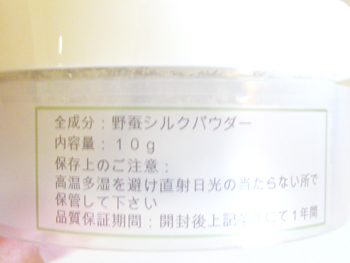 全成分：野蚕シルクパウダー
内容量：１０ｇ
保存上のご注意：
高温多湿を避け直射日光の当たらない所で
保管して下さい
品質保証期間：開封後上記 にて１年間